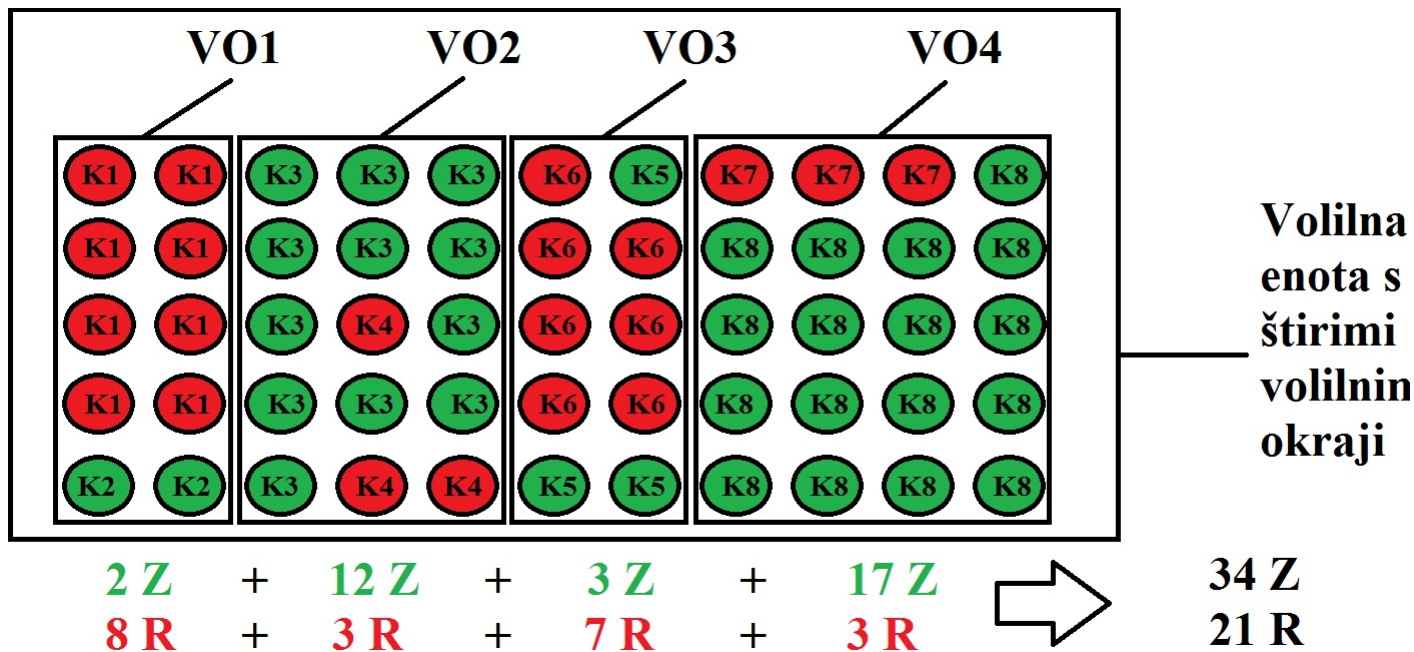 VO1 VO2 VO3 VO4
K1 K1 K3 K3 K3 K6 K5 K7 K7 K7 K8
K1 K1 K3 K3 K3 K6 K6 K8 K8 K8 K8
K1 K1 K3 K4 K3 K6 K6 K8 K8 K8 K8
K1 K1 K3 K3 K3 K6 K6 K8 K8 K8 K8
K2 K2 K3 K4 K4 K5 K5 K8 K8 K8 K8
Volilna
enota s
štirimi
volilnin
okraji
2 Z + 12 Z + 3 Z + 17 Z 34 Z
8 R + 3 R + 7 R + 3 R 21 R